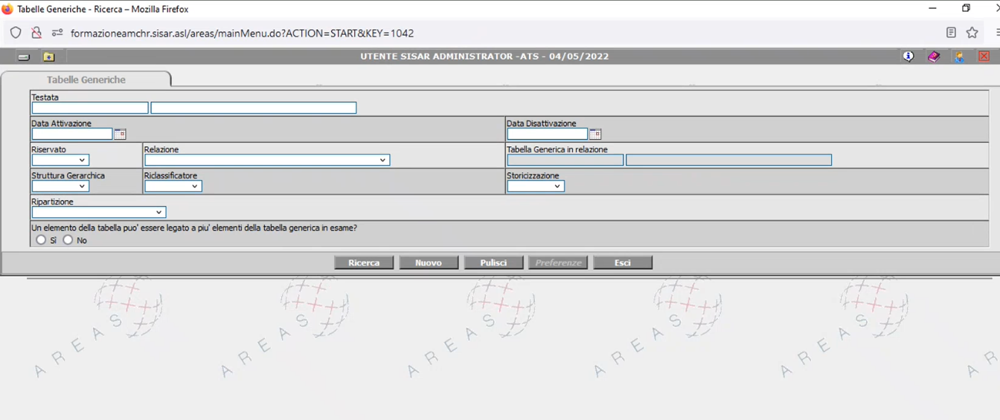 Tabelle Generiche - Ricerca – Mozilla Firefox
formazioneamchr.sisar.asl/areas/mainMenu.do?ACTION=START&KEY=1042
UTENTE SISAR ADMINISTRATOR -ATS - 04/05/2022
Tabelle Generiche
Testata
Data Attivazione Data Disattivazione
Riservato Relazione Tabella Generica in relazione
Struttura Gerarchica Riclassificatore Storicizzazione
Ripartizione
Un elemento della tabella puo' essere legato a piu' elementi della tabella generica in esame?
Sì No
Ricerca Nuovo Pulisci Preferenze Esci
AREAS AREAS AREAS AREAS AREAS AR